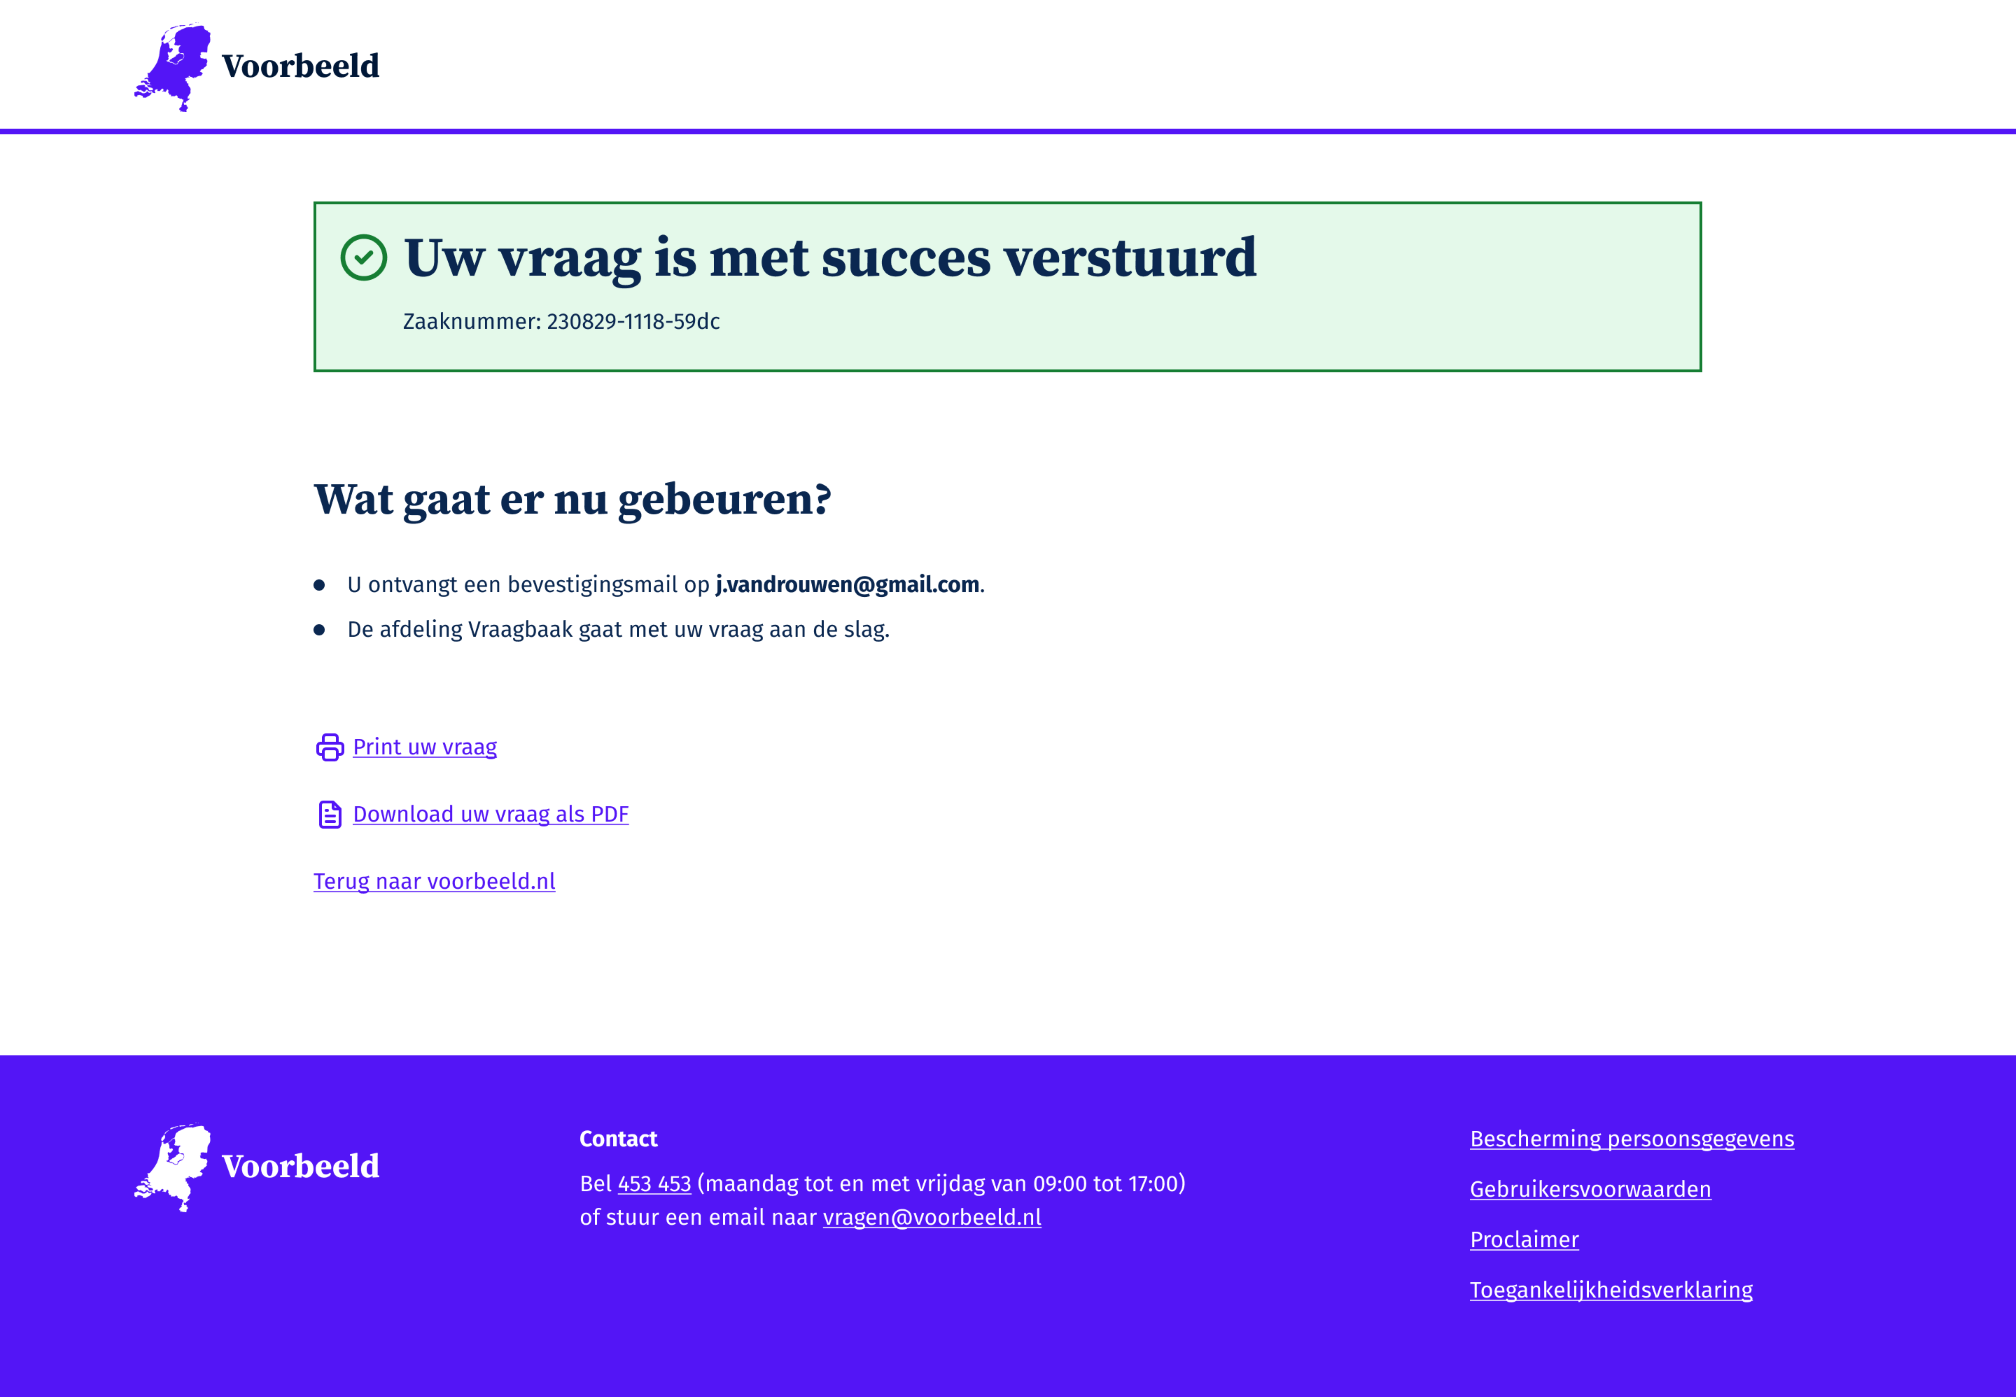 Voorbeeld
Uw vraag is met succes verstuurd
Zaaknummer: 230829-1118-59dc
Wat gaat er nu gebeuren?
U ontvangt een bevestigingsmail op j.vandrouwen@gmail.com.
De afdeling Vraagbaak gaat met uw vraag aan de slag.
Print uw vraag
Download uw vraag als PDF
Terug naar voorbeeld.nl
Voorbeeld
Contact
Bel 453 453 (maandag tot en met vrijdag van 09:00 tot 17:00)
of stuur een email naar vragen@voorbeeld.nl
Bescherming persoonsgegevens
Gebruikersvoorwaarden
Proclaimer
Toegankelijkheidsverklaring